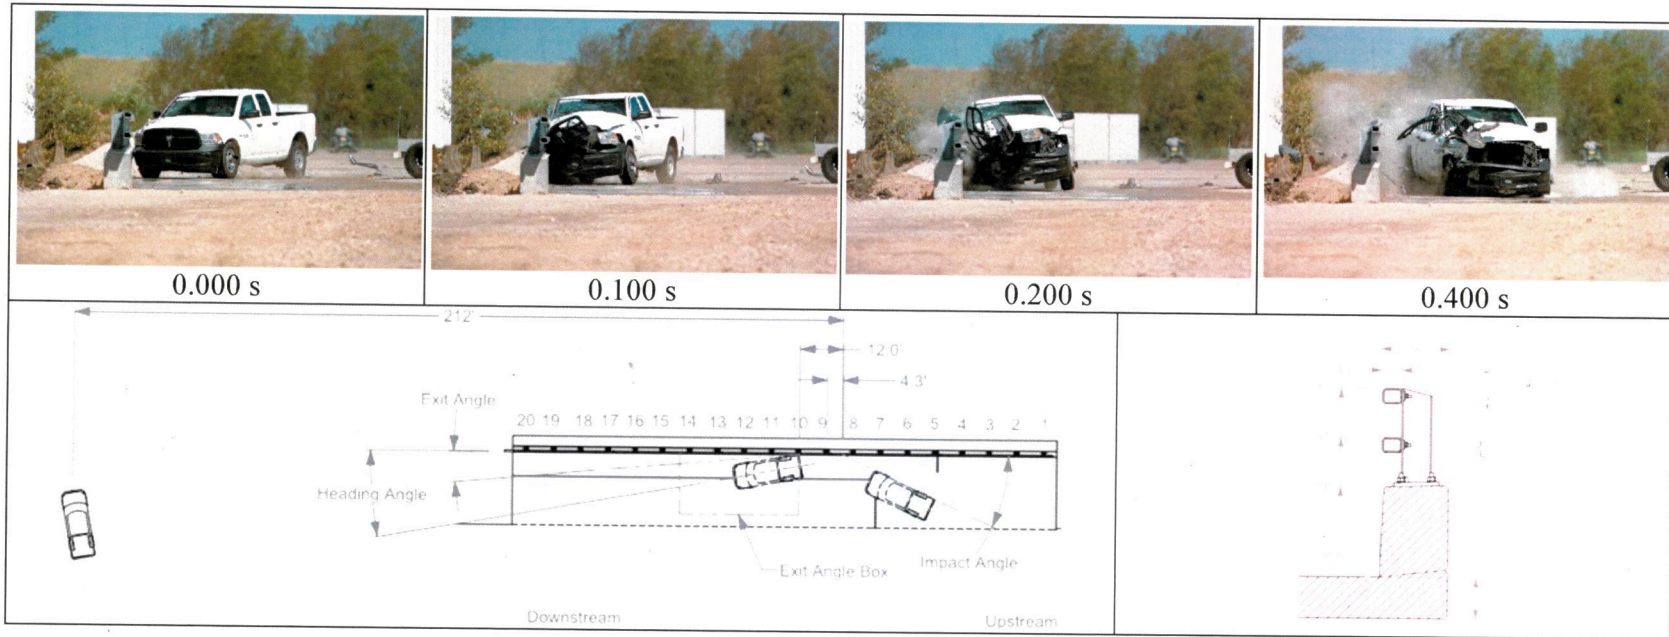 0.000 s
0.100 s
0.200 s
0.400 s
212'
12.0'
4.3'
Exit Angle
20 19 18 17 16 15 14 13 12 11 10 9 8 7 6 5 4 3 2 1
Heading Angle
Impact Angle
Exit Angle Box
Downstream
Upstream